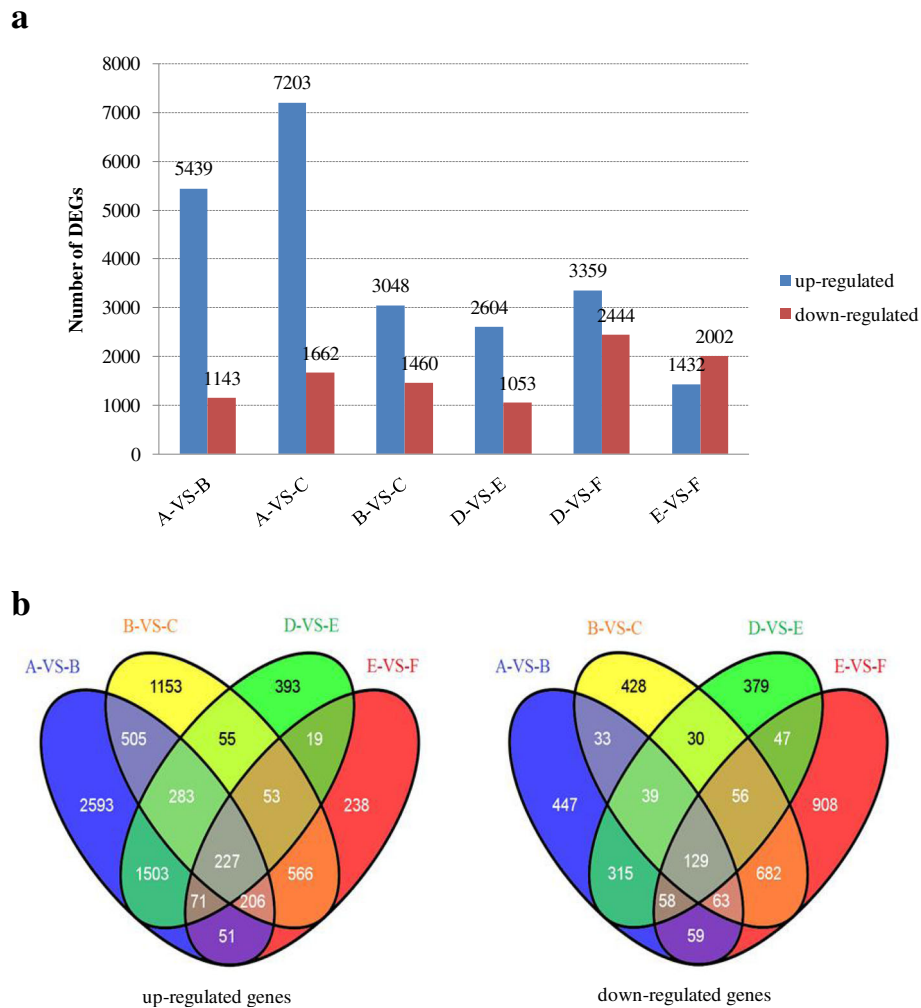 a
8000
7000
6000
5000
4000
3000
2000
1000
0
Number of DEGs
5439
1143
7203
1662
3048
1460
2604
1053
3359
2444
1432
2002
A-VS-B
A-VS-C
B-VS-C
D-VS-E
D-VS-F
E-VS-F
up-regulated
down-regulated
b
B-VS-C
D-VS-E
A-VS-B
E-VS-F
1153
393
505
55
19
2593
283
53
238
227
1503
566
71
206
51
up-regulated genes
B-VS-C
D-VS-E
A-VS-B
E-VS-F
428
379
33
30
47
447
39
56
908
129
315
682
58
63
59
down-regulated genes